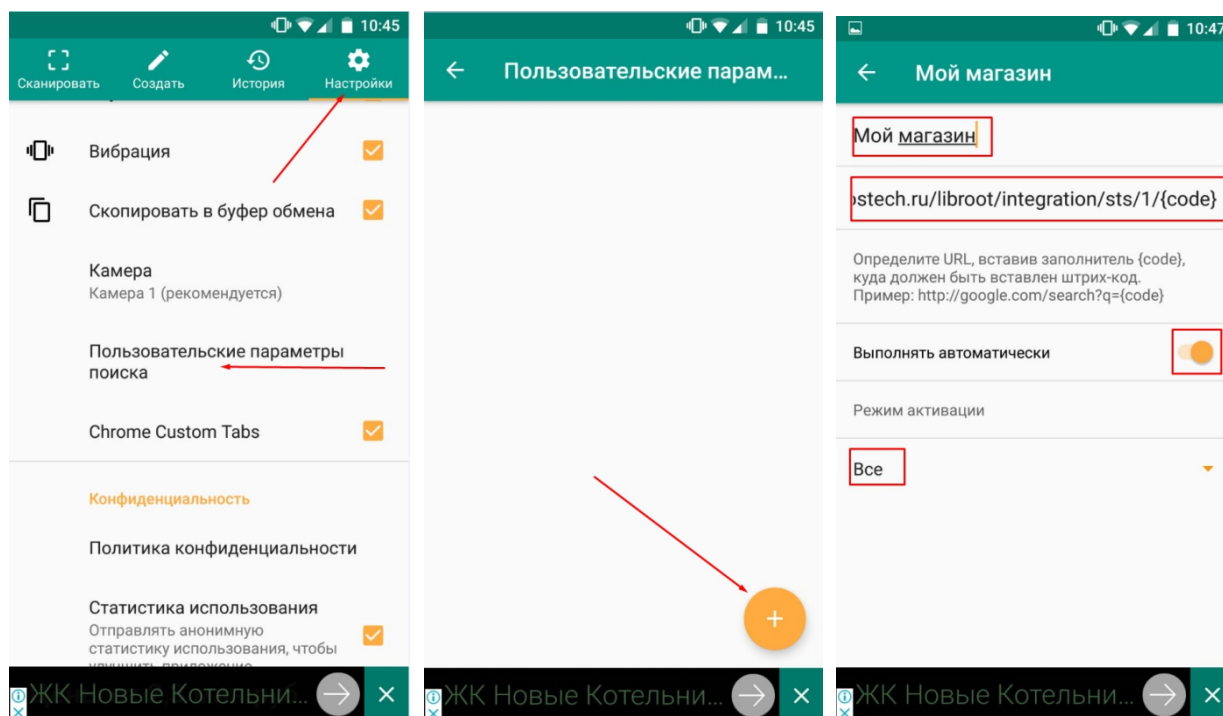 10:45
Сканировать
Создать
История
Настройки
Вибрация
Скопировать в буфер обмена
Камера
Камера 1 (рекомендуется)
Пользовательские параметры
поиска
Chrome Custom Tabs
Конфиденциальность
Политика конфиденциальности
Статистика использования
Отправлять анонимную
статистику использования, чтобы
улучшить приложение
ЖК Новые Котельни...
10:45
Пользовательские парам...
ЖК Новые Котельни...
10:47
Мой магазин
Мой магазин
ostech.ru/libroot/integration/sts/1/{code}
Определите URL, вставив заполнитель {code},
куда должен быть вставлен штрих-код.
Пример: http://google.com/search?q={code}
Выполнять автоматически
Режим активации
Все
ЖК Новые Котельни...